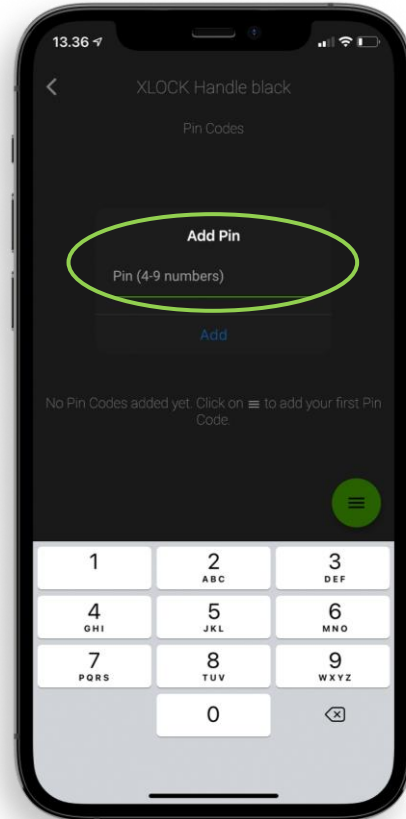 13.36
XLOCK Handle black
Pin Codes
Add Pin
Pin (4-9 numbers)
Add
No Pin Codes added yet. Click on ≡ to add your first Pin
Code.
1 2 3
ABC DEF
4 5 6
GHI JKL MNO
7 8 9
PQRS TUV WXYZ
0